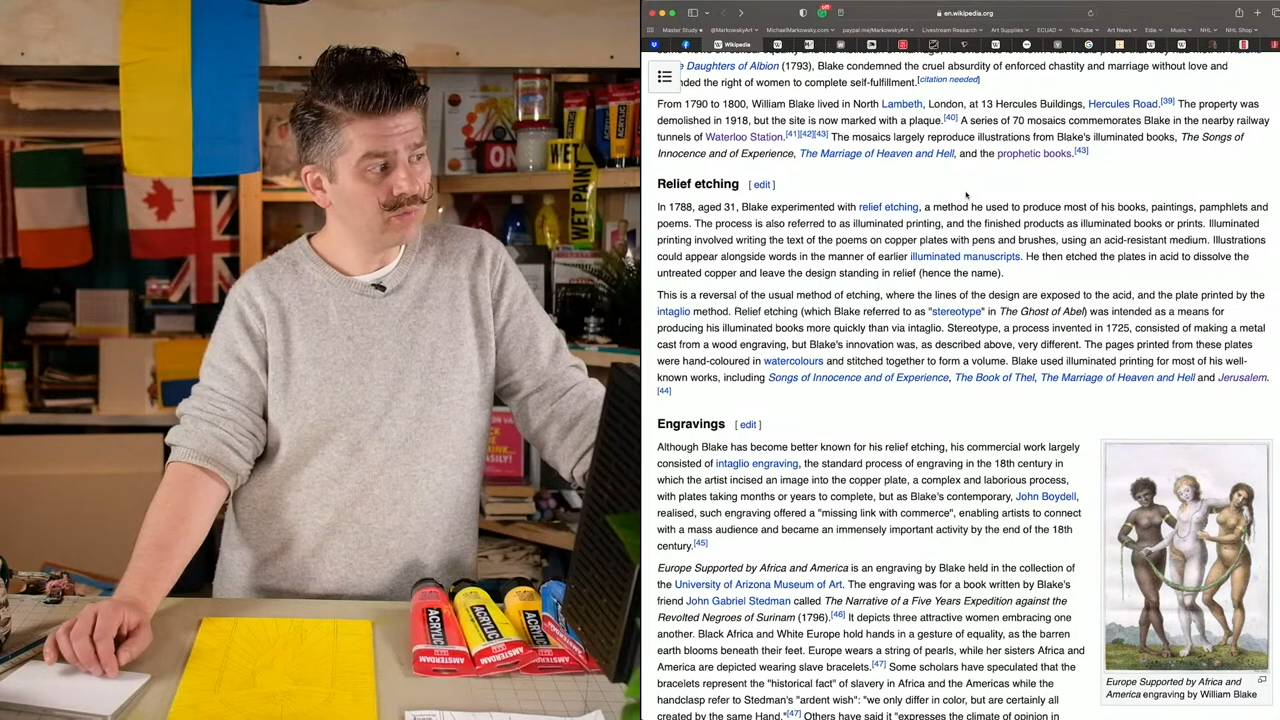 ON
WET
WET PAINT
AMSTERDAM
ACRYLIC
AMSTERDAM
ACRYLIC
AMSTERDAM
ACRYLIC
AMSTERDAM
en.wikipedia.org
Master Study
@MarkowskyArt
MichaelMarkowsky.com
paypal.me/MarkowskyArt
Livestream Research
Art Supplies
ECUAD
YouTube
Art News
Edie
Music
NHL
NHL Shop
Wikipedia
Daughters of Albion (1793), Blake condemned the cruel absurdity of enforced chastity and marriage without love and
the right of women to complete self-fulfillment.[citation needed]
From 1790 to 1800, William Blake lived in North Lambeth, London, at 13 Hercules Buildings, Hercules Road.[39] The property was
demolished in 1918, but the site is now marked with a plaque.[40] A series of 70 mosaics commemorates Blake in the nearby railway
tunnels of Waterloo Station.[41][42][43] The mosaics largely reproduce illustrations from Blake's illuminated books, The Songs of
Innocence and of Experience, The Marriage of Heaven and Hell, and the prophetic books.[43]
Relief etching [ edit ]
In 1788, aged 31, Blake experimented with relief etching, a method he used to produce most of his books, paintings, pamphlets and
poems. The process is also referred to as illuminated printing, and the finished products as illuminated books or prints. Illuminated
printing involved writing the text of the poems on copper plates with pens and brushes, using an acid-resistant medium. Illustrations
could appear alongside words in the manner of earlier illuminated manuscripts. He then etched the plates in acid to dissolve the
untreated copper and leave the design standing in relief (hence the name).
This is a reversal of the usual method of etching, where the lines of the design are exposed to the acid, and the plate printed by the
intaglio method. Relief etching (which Blake referred to as "stereotype" in The Ghost of Abel) was intended as a means for
producing his illuminated books more quickly than via intaglio. Stereotype, a process invented in 1725, consisted of making a metal
cast from a wood engraving, but Blake's innovation was, as described above, very different. The pages printed from these plates
were hand-coloured in watercolours and stitched together to form a volume. Blake used illuminated printing for most of his well-
known works, including Songs of Innocence and of Experience, The Book of Thel, The Marriage of Heaven and Hell and Jerusalem.
[44]
Engravings [ edit ]
Although Blake has become better known for his relief etching, his commercial work largely
consisted of intaglio engraving, the standard process of engraving in the 18th century in
which the artist incised an image into the copper plate, a complex and laborious process,
with plates taking months or years to complete, but as Blake's contemporary, John Boydell,
realised, such engraving offered a "missing link with commerce", enabling artists to connect
with a mass audience and became an immensely important activity by the end of the 18th
century.[45]
Europe Supported by Africa and America is an engraving by Blake held in the collection of
the University of Arizona Museum of Art. The engraving was for a book written by Blake's
friend John Gabriel Stedman called The Narrative of a Five Years Expedition against the
Revolted Negroes of Surinam (1796).[46] It depicts three attractive women embracing one
another. Black Africa and White Europe hold hands in a gesture of equality, as the barren
earth blooms beneath their feet. Europe wears a string of pearls, while her sisters Africa and
America are depicted wearing slave bracelets.[47] Some scholars have speculated that the
bracelets represent the "historical fact" of slavery in Africa and the Americas while the
handclasp refer to Stedman's "ardent wish": "we only differ in color, but are certainly all
created by the same Hand."[47] Others have said it "expresses the climate of opinion in
Europe Supported by Africa and
America engraving by William Blake